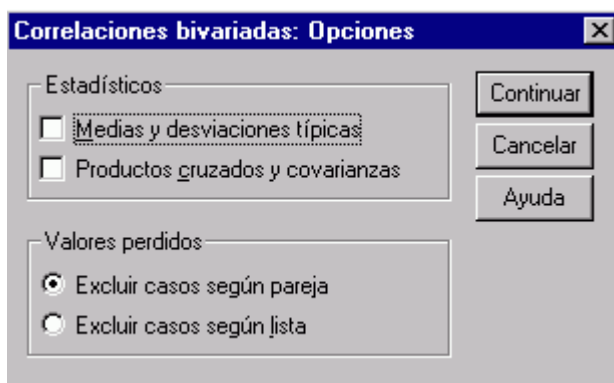 Correlaciones bivariadas: Opciones
Estadísticos
Medias y desviaciones típicas
Productos cruzados y covarianzas
Valores perdidos
Excluir casos según pareja
Excluir casos según lista
Continuar
Cancelar
Ayuda